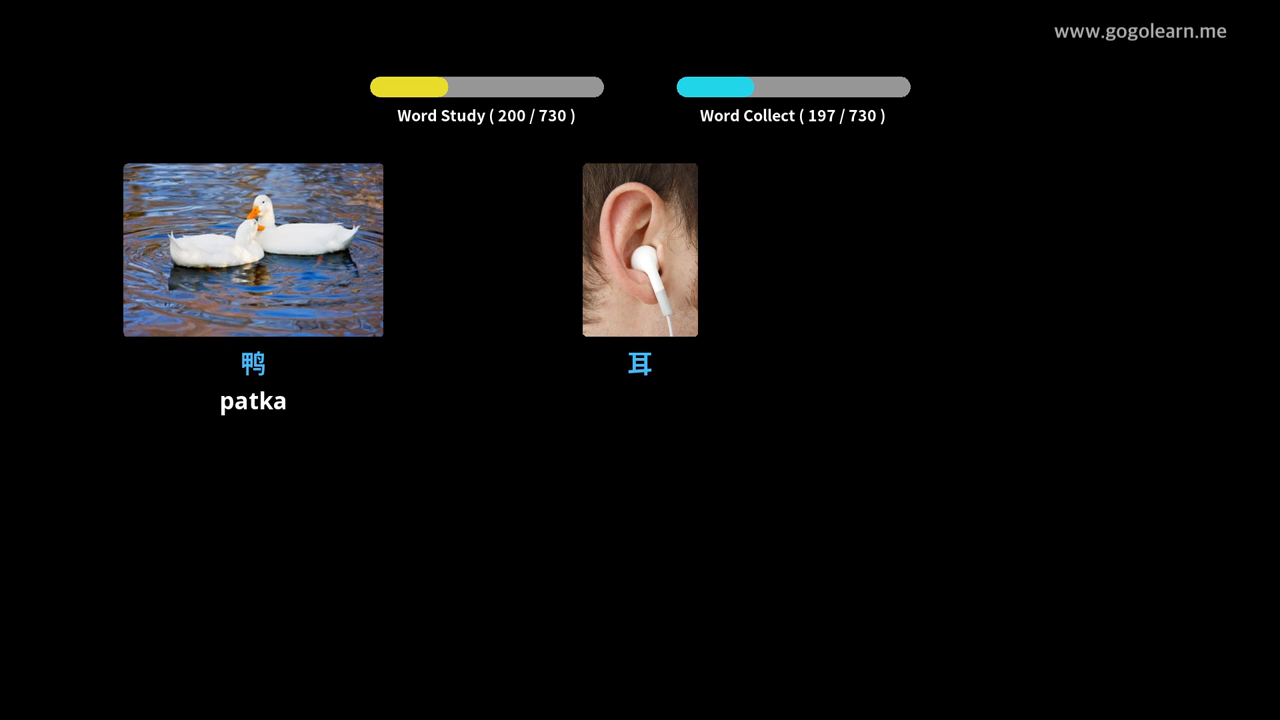 www.gogolearn.me
Word Study ( 200 / 730 )
Word Collect ( 197 / 730 )
鸭
耳
patka